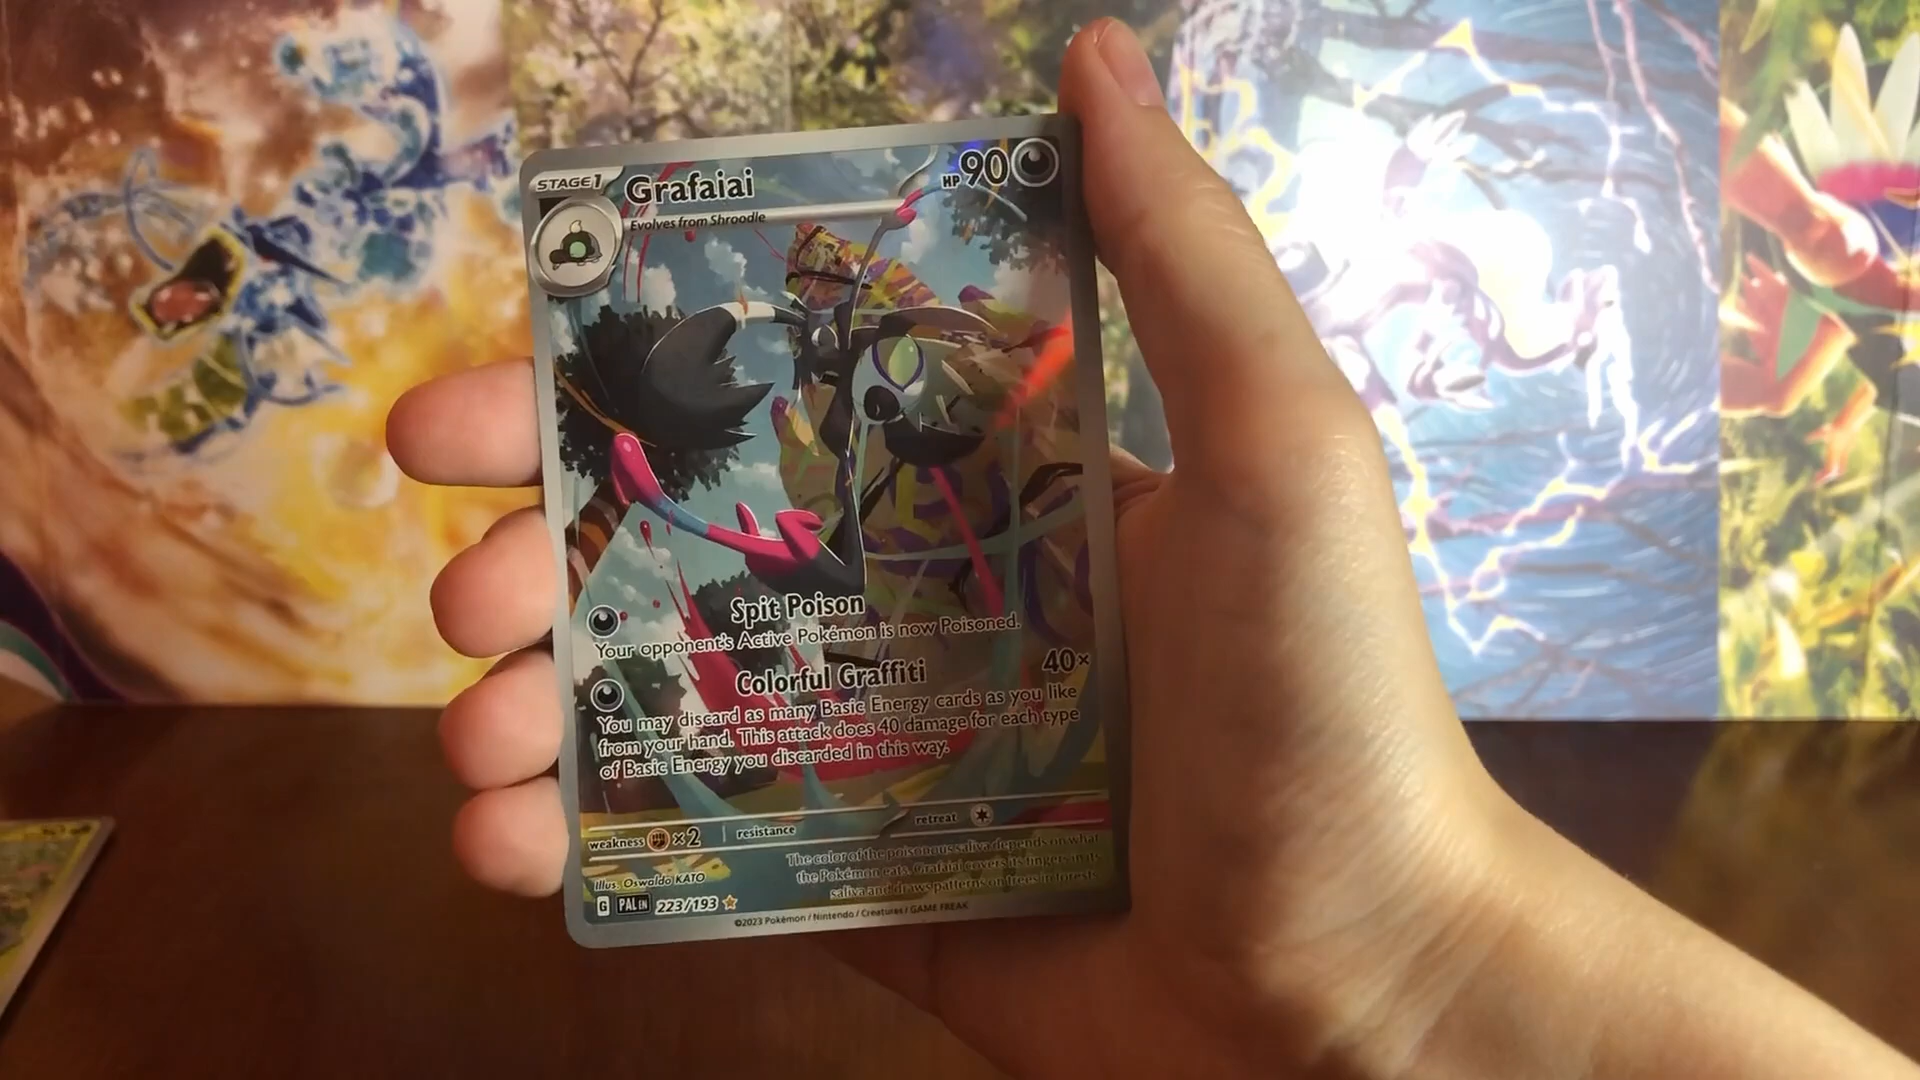 STAGE 1 Grafaiai HP 90
Evolves from Shroodle
Spit Poison
Your opponent's Active Pokémon is now Poisoned.
Colorful Graffiti 40×
You may discard as many Basic Energy cards as you like
from your hand. This attack does 40 damage for each type
of Basic Energy you discarded in this way.
weakness ×2 resistance retreat
The color of the poisonous saliva depends on what
the Pokémon eats. Grafaiai covers its fingers in its
saliva and draws patterns on trees in forests.
Illus. Oswaldo KATO
G PAL EN 223/193
©2023 Pokémon / Nintendo / Creatures / GAME FREAK